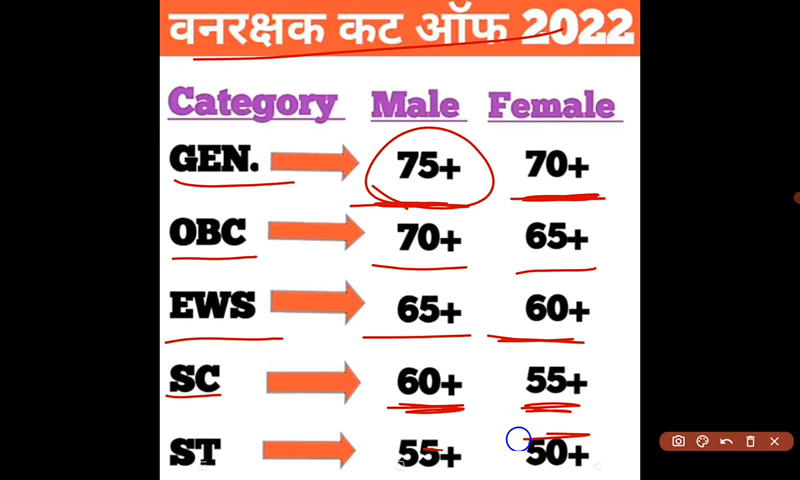 वनरक्षक कट ऑफ 2022
Category Male Female
GEN. 75+ 70+
OBC 70+ 65+
EWS 65+ 60+
SC 60+ 55+
ST 55+ 50+